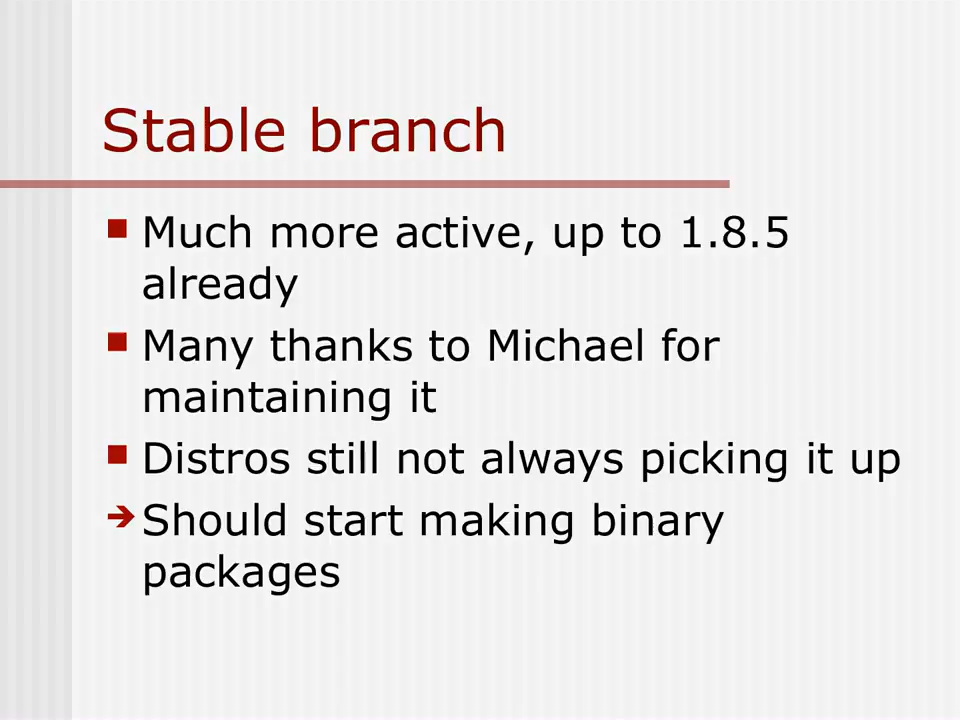 Stable branch
Much more active, up to 1.8.5
already
Many thanks to Michael for
maintaining it
Distros still not always picking it up
➔ Should start making binary
packages